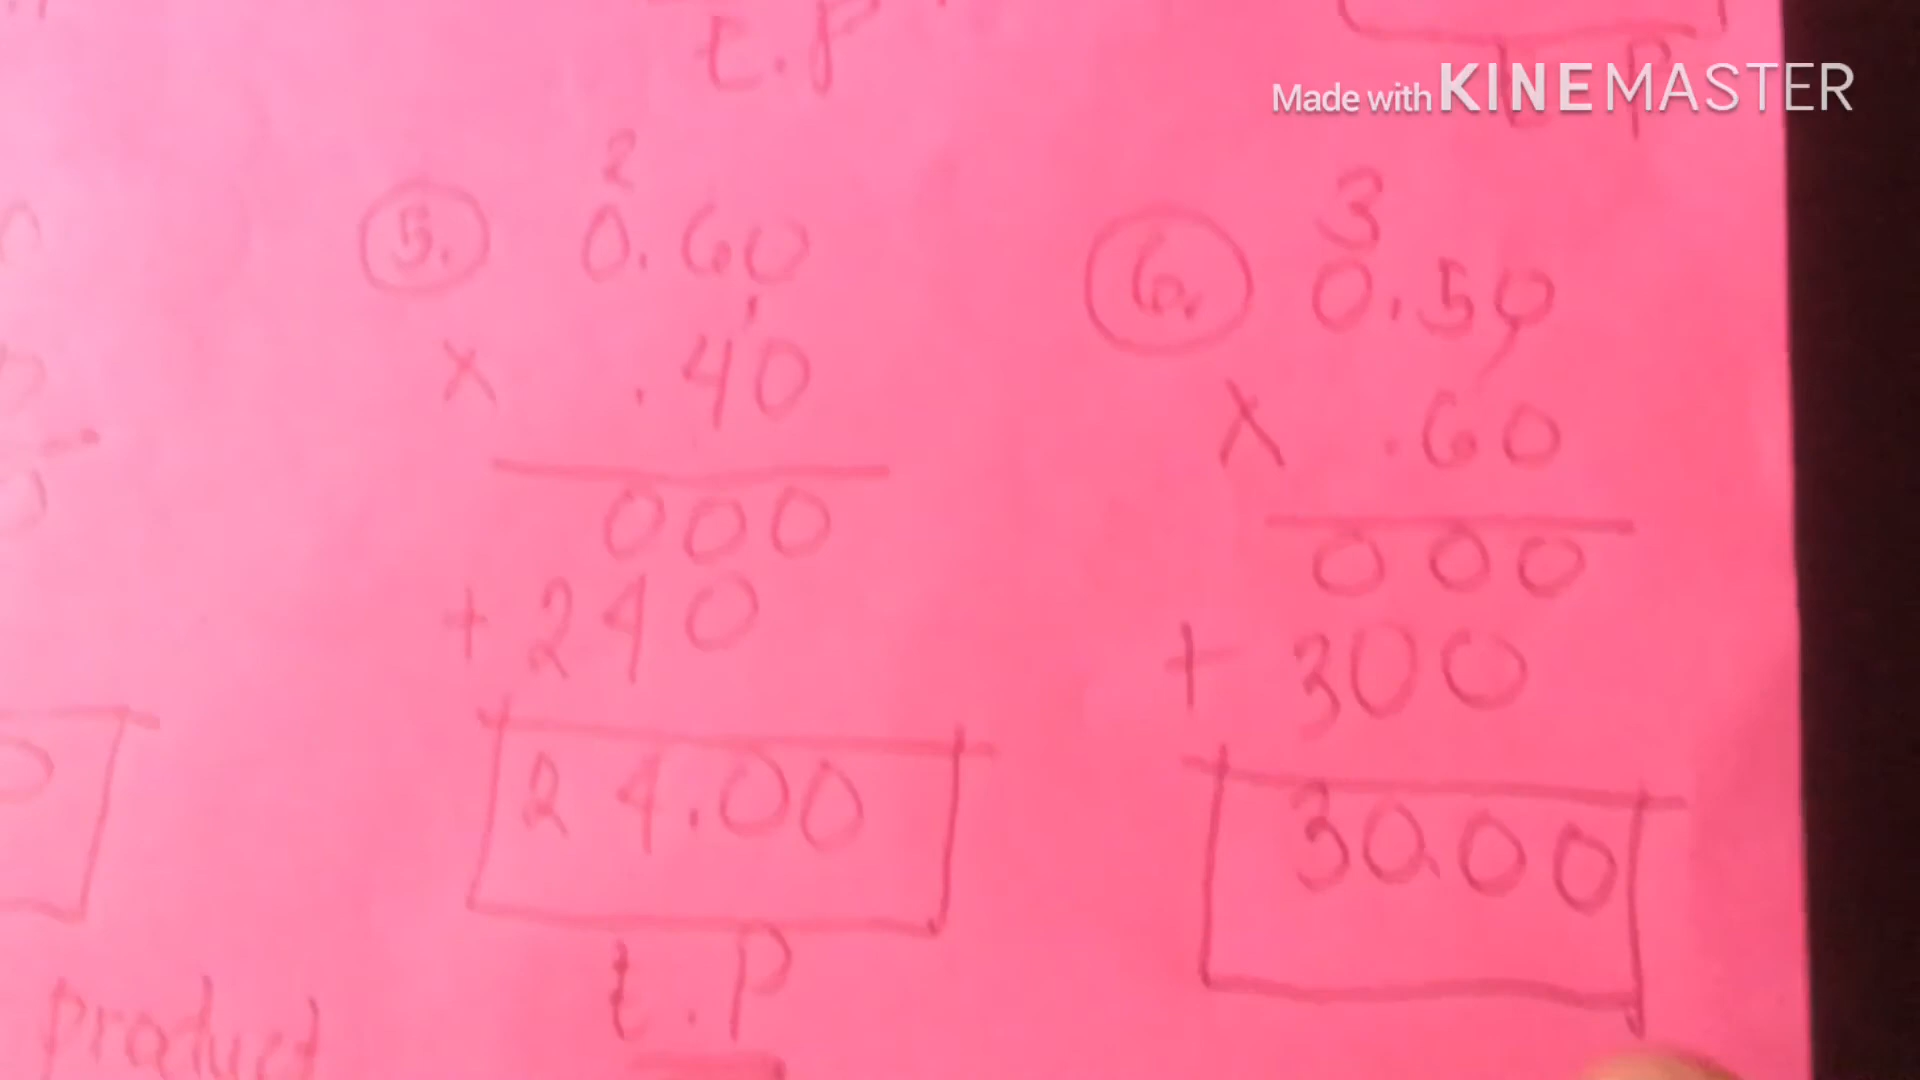 t.P
Made with KINEMASTER
t.P
5.
2
0.60
x .40
000
+ 240
24.00
t.P
6.
3
0.50
x .60
000
+ 300
30.00
product